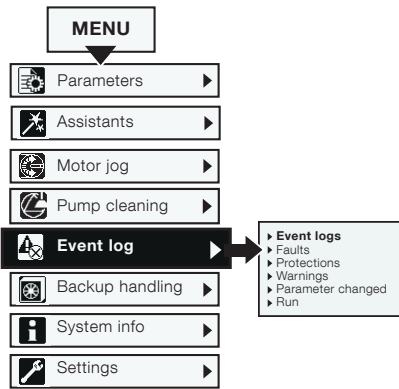 MENU
Parameters
Assistants
Motor jog
Pump cleaning
Event log
Backup handling
System info
Settings
Event logs
Faults
Protections
Warnings
Parameter changed
Run